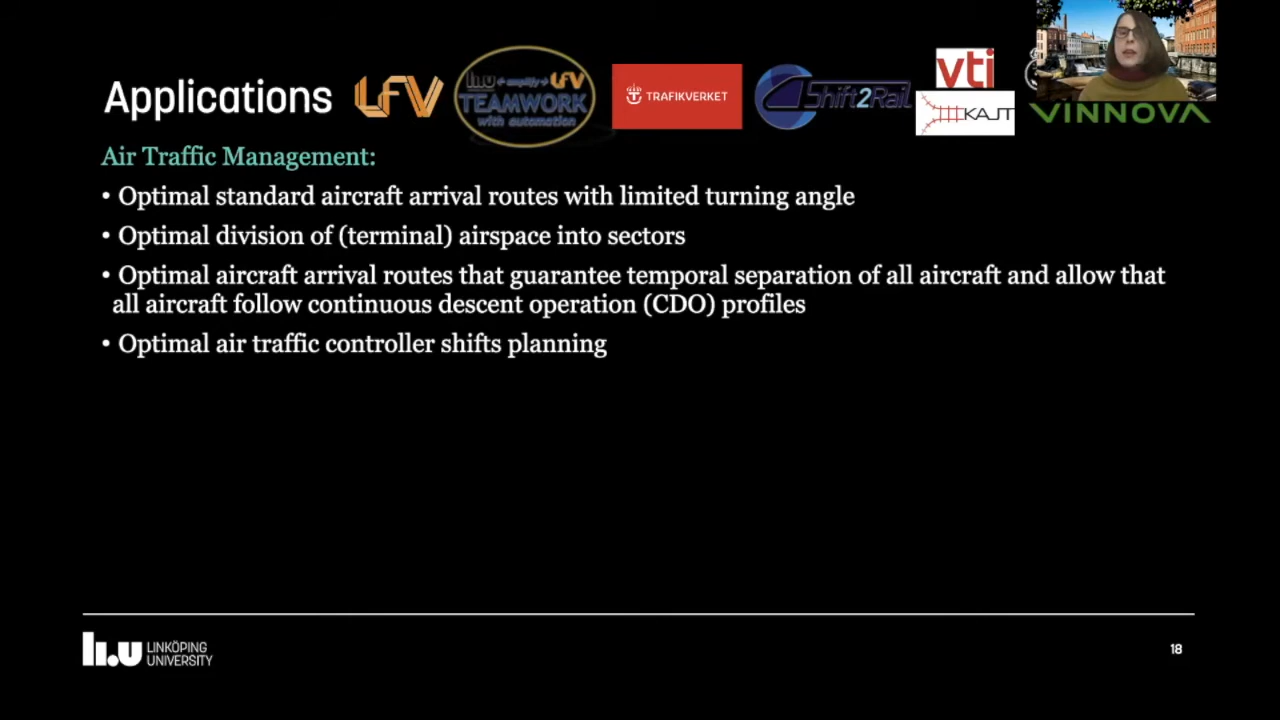 Applications
LFV
LiU + amplify + LFV
TEAMWORK
with automation
TRAFIKVERKET
Shift2Rail
vti
KAJT
VINNOVA
Air Traffic Management:
• Optimal standard aircraft arrival routes with limited turning angle
• Optimal division of (terminal) airspace into sectors
• Optimal aircraft arrival routes that guarantee temporal separation of all aircraft and allow that
all aircraft follow continuous descent operation (CDO) profiles
• Optimal air traffic controller shifts planning
li.u LINKÖPING
UNIVERSITY
18